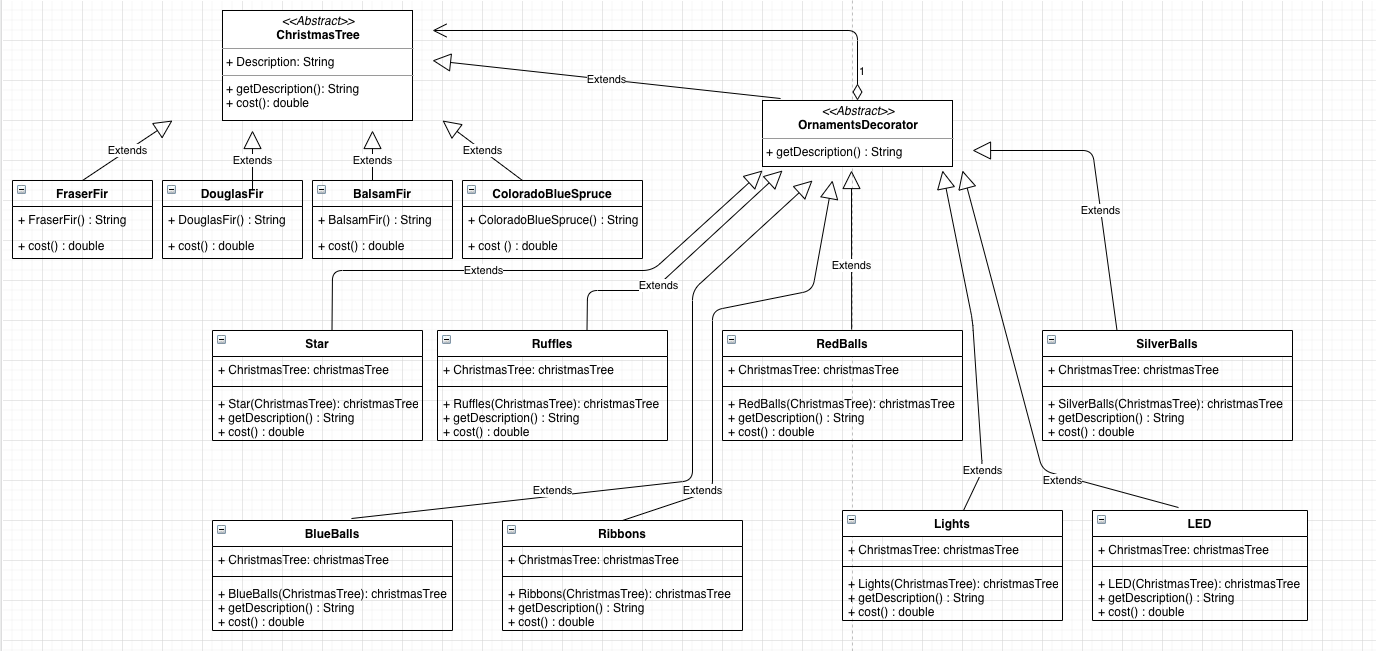 <<Abstract>>
ChristmasTree
+ Description: String
+ getDescription(): String
+ cost(): double
1
Extends
<<Abstract>>
OrnamentsDecorator
+ getDescription() : String
Extends
Extends
Extends
Extends
FraserFir
+ FraserFir() : String
+ cost() : double
DouglasFir
+ DouglasFir() : String
+ cost() : double
BalsamFir
+ BalsamFir() : String
+ cost() : double
ColoradoBlueSpruce
+ ColoradoBlueSpruce() : String
+ cost () : double
Extends
Extends
Extends
Extends
Star
+ ChristmasTree: christmasTree
+ Star(ChristmasTree): christmasTree
+ getDescription() : String
+ cost() : double
Ruffles
+ ChristmasTree: christmasTree
+ Ruffles(ChristmasTree): christmasTree
+ getDescription() : String
+ cost() : double
RedBalls
+ ChristmasTree: christmasTree
+ RedBalls(ChristmasTree): christmasTree
+ getDescription() : String
+ cost() : double
SilverBalls
+ ChristmasTree: christmasTree
+ SilverBalls(ChristmasTree): christmasTree
+ getDescription() : String
+ cost() : double
Extends
Extends
Extends
Extends
BlueBalls
+ ChristmasTree: christmasTree
+ BlueBalls(ChristmasTree): christmasTree
+ getDescription() : String
+ cost() : double
Ribbons
+ ChristmasTree: christmasTree
+ Ribbons(ChristmasTree): christmasTree
+ getDescription() : String
+ cost() : double
Lights
+ ChristmasTree: christmasTree
+ Lights(ChristmasTree): christmasTree
+ getDescription() : String
+ cost() : double
LED
+ ChristmasTree: christmasTree
+ LED(ChristmasTree): christmasTree
+ getDescription() : String
+ cost() : double